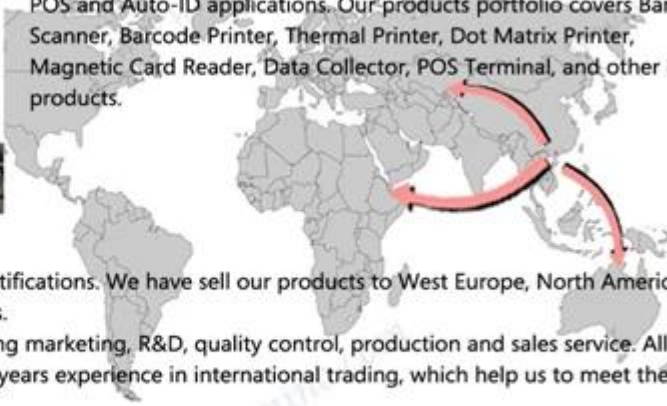 POS and Auto-ID applications. Our products portfolio covers Bar
Scanner, Barcode Printer, Thermal Printer, Dot Matrix Printer,
Magnetic Card Reader, Data Collector, POS Terminal, and other
products.
tifications. We have sell our products to West Europe, North Americ
s.
ng marketing, R&D, quality control, production and sales service. All
years experience in international trading, which help us to meet the